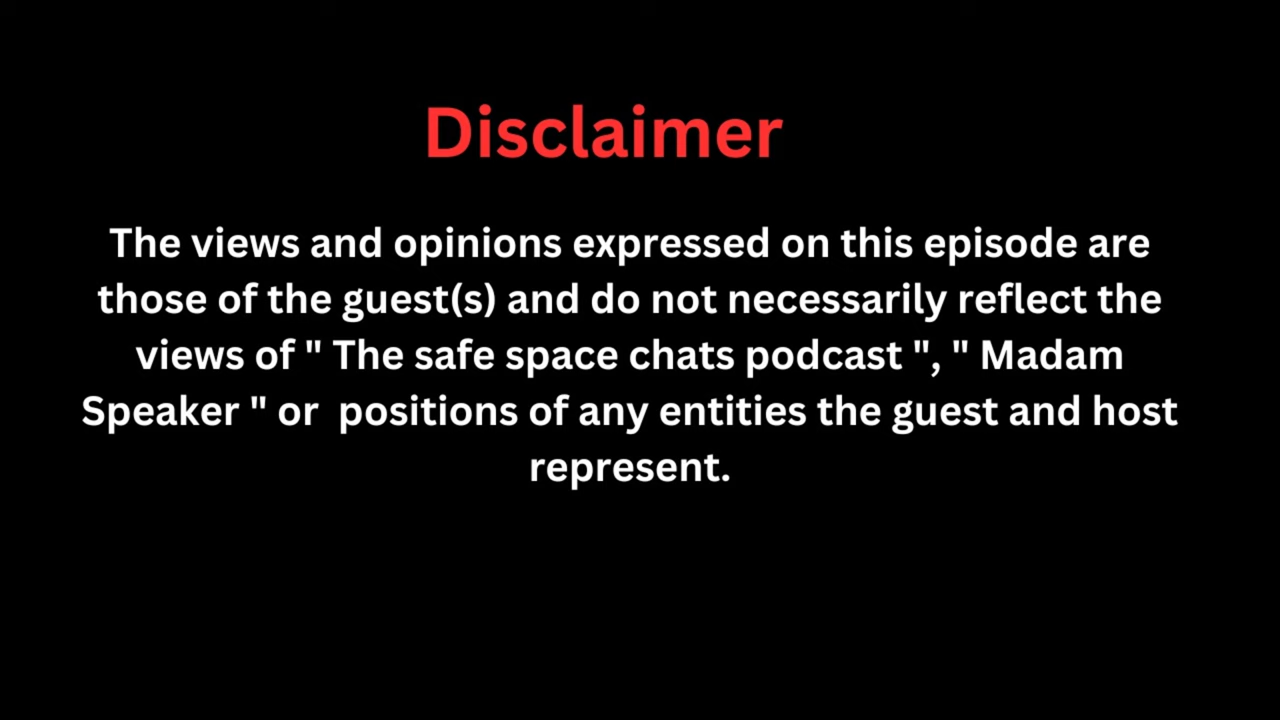 Disclaimer
The views and opinions expressed on this episode are
those of the guest(s) and do not necessarily reflect the
views of " The safe space chats podcast ", " Madam
Speaker " or  positions of any entities the guest and host
represent.